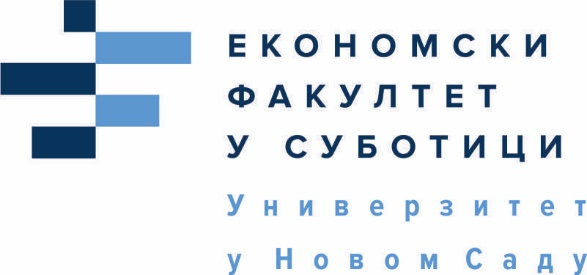 ЕКОНОМСКИ
ФАКУЛТЕТ
У СУБОТИЦИ
Универзитет
у Новом Саду